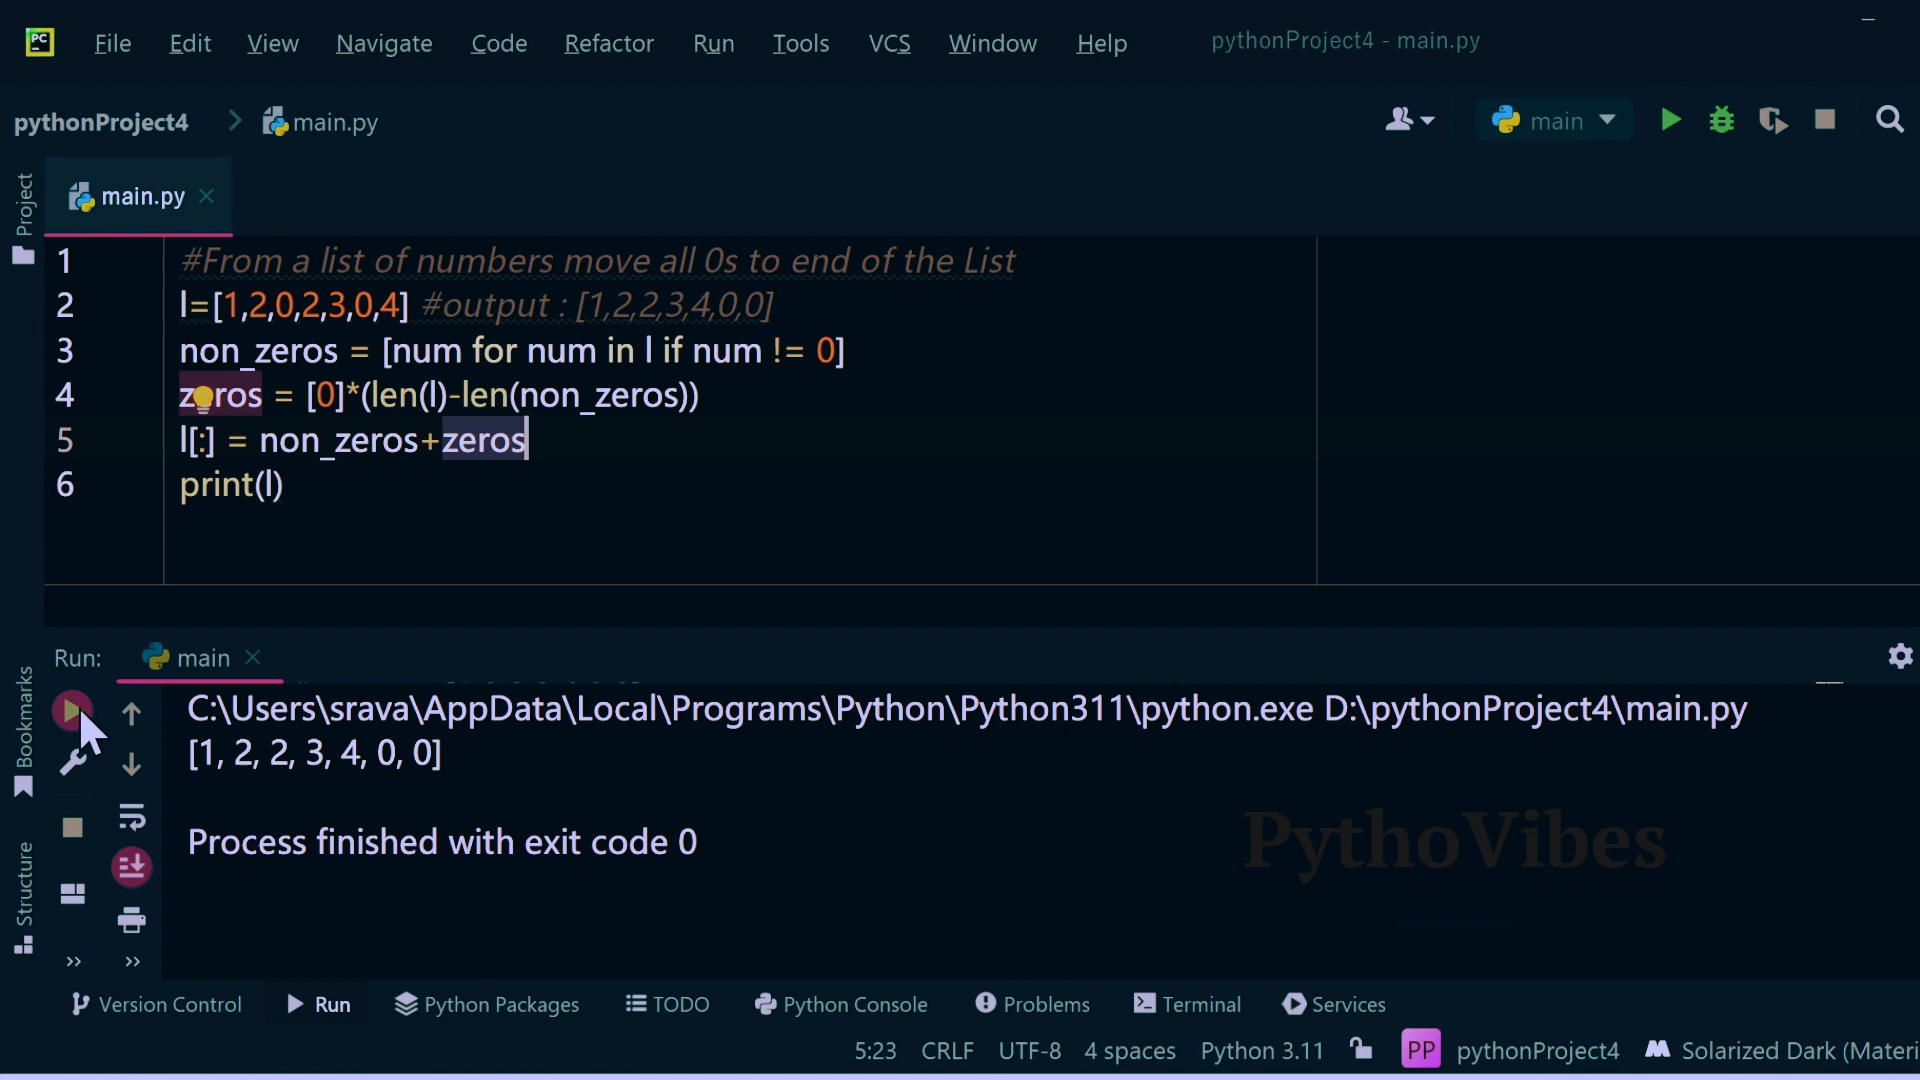 PC File Edit View Navigate Code Refactor Run Tools VCS Window Help pythonProject4 - main.py
pythonProject4 main.py main
main.py
Project
1 #From a list of numbers move all 0s to end of the List
2 l=[1,2,0,2,3,0,4] #output : [1,2,2,3,4,0,0]
3 non_zeros = [num for num in l if num != 0]
4 zeros = [0]*(len(l)-len(non_zeros))
5 l[:] = non_zeros+zeros
6 print(l)
Run: main
Bookmarks
Structure
C:\Users\srava\AppData\Local\Programs\Python\Python311\python.exe D:\pythonProject4\main.py
[1, 2, 2, 3, 4, 0, 0]
Process finished with exit code 0
PythoVibes
Version Control Run Python Packages TODO Python Console Problems Terminal Services
5:23 CRLF UTF-8 4 spaces Python 3.11 PP pythonProject4 Solarized Dark (Materi